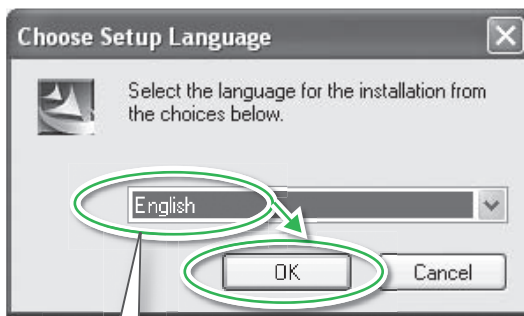 Choose Setup Language
Select the language for the installation from
the choices below.
English
OK
Cancel